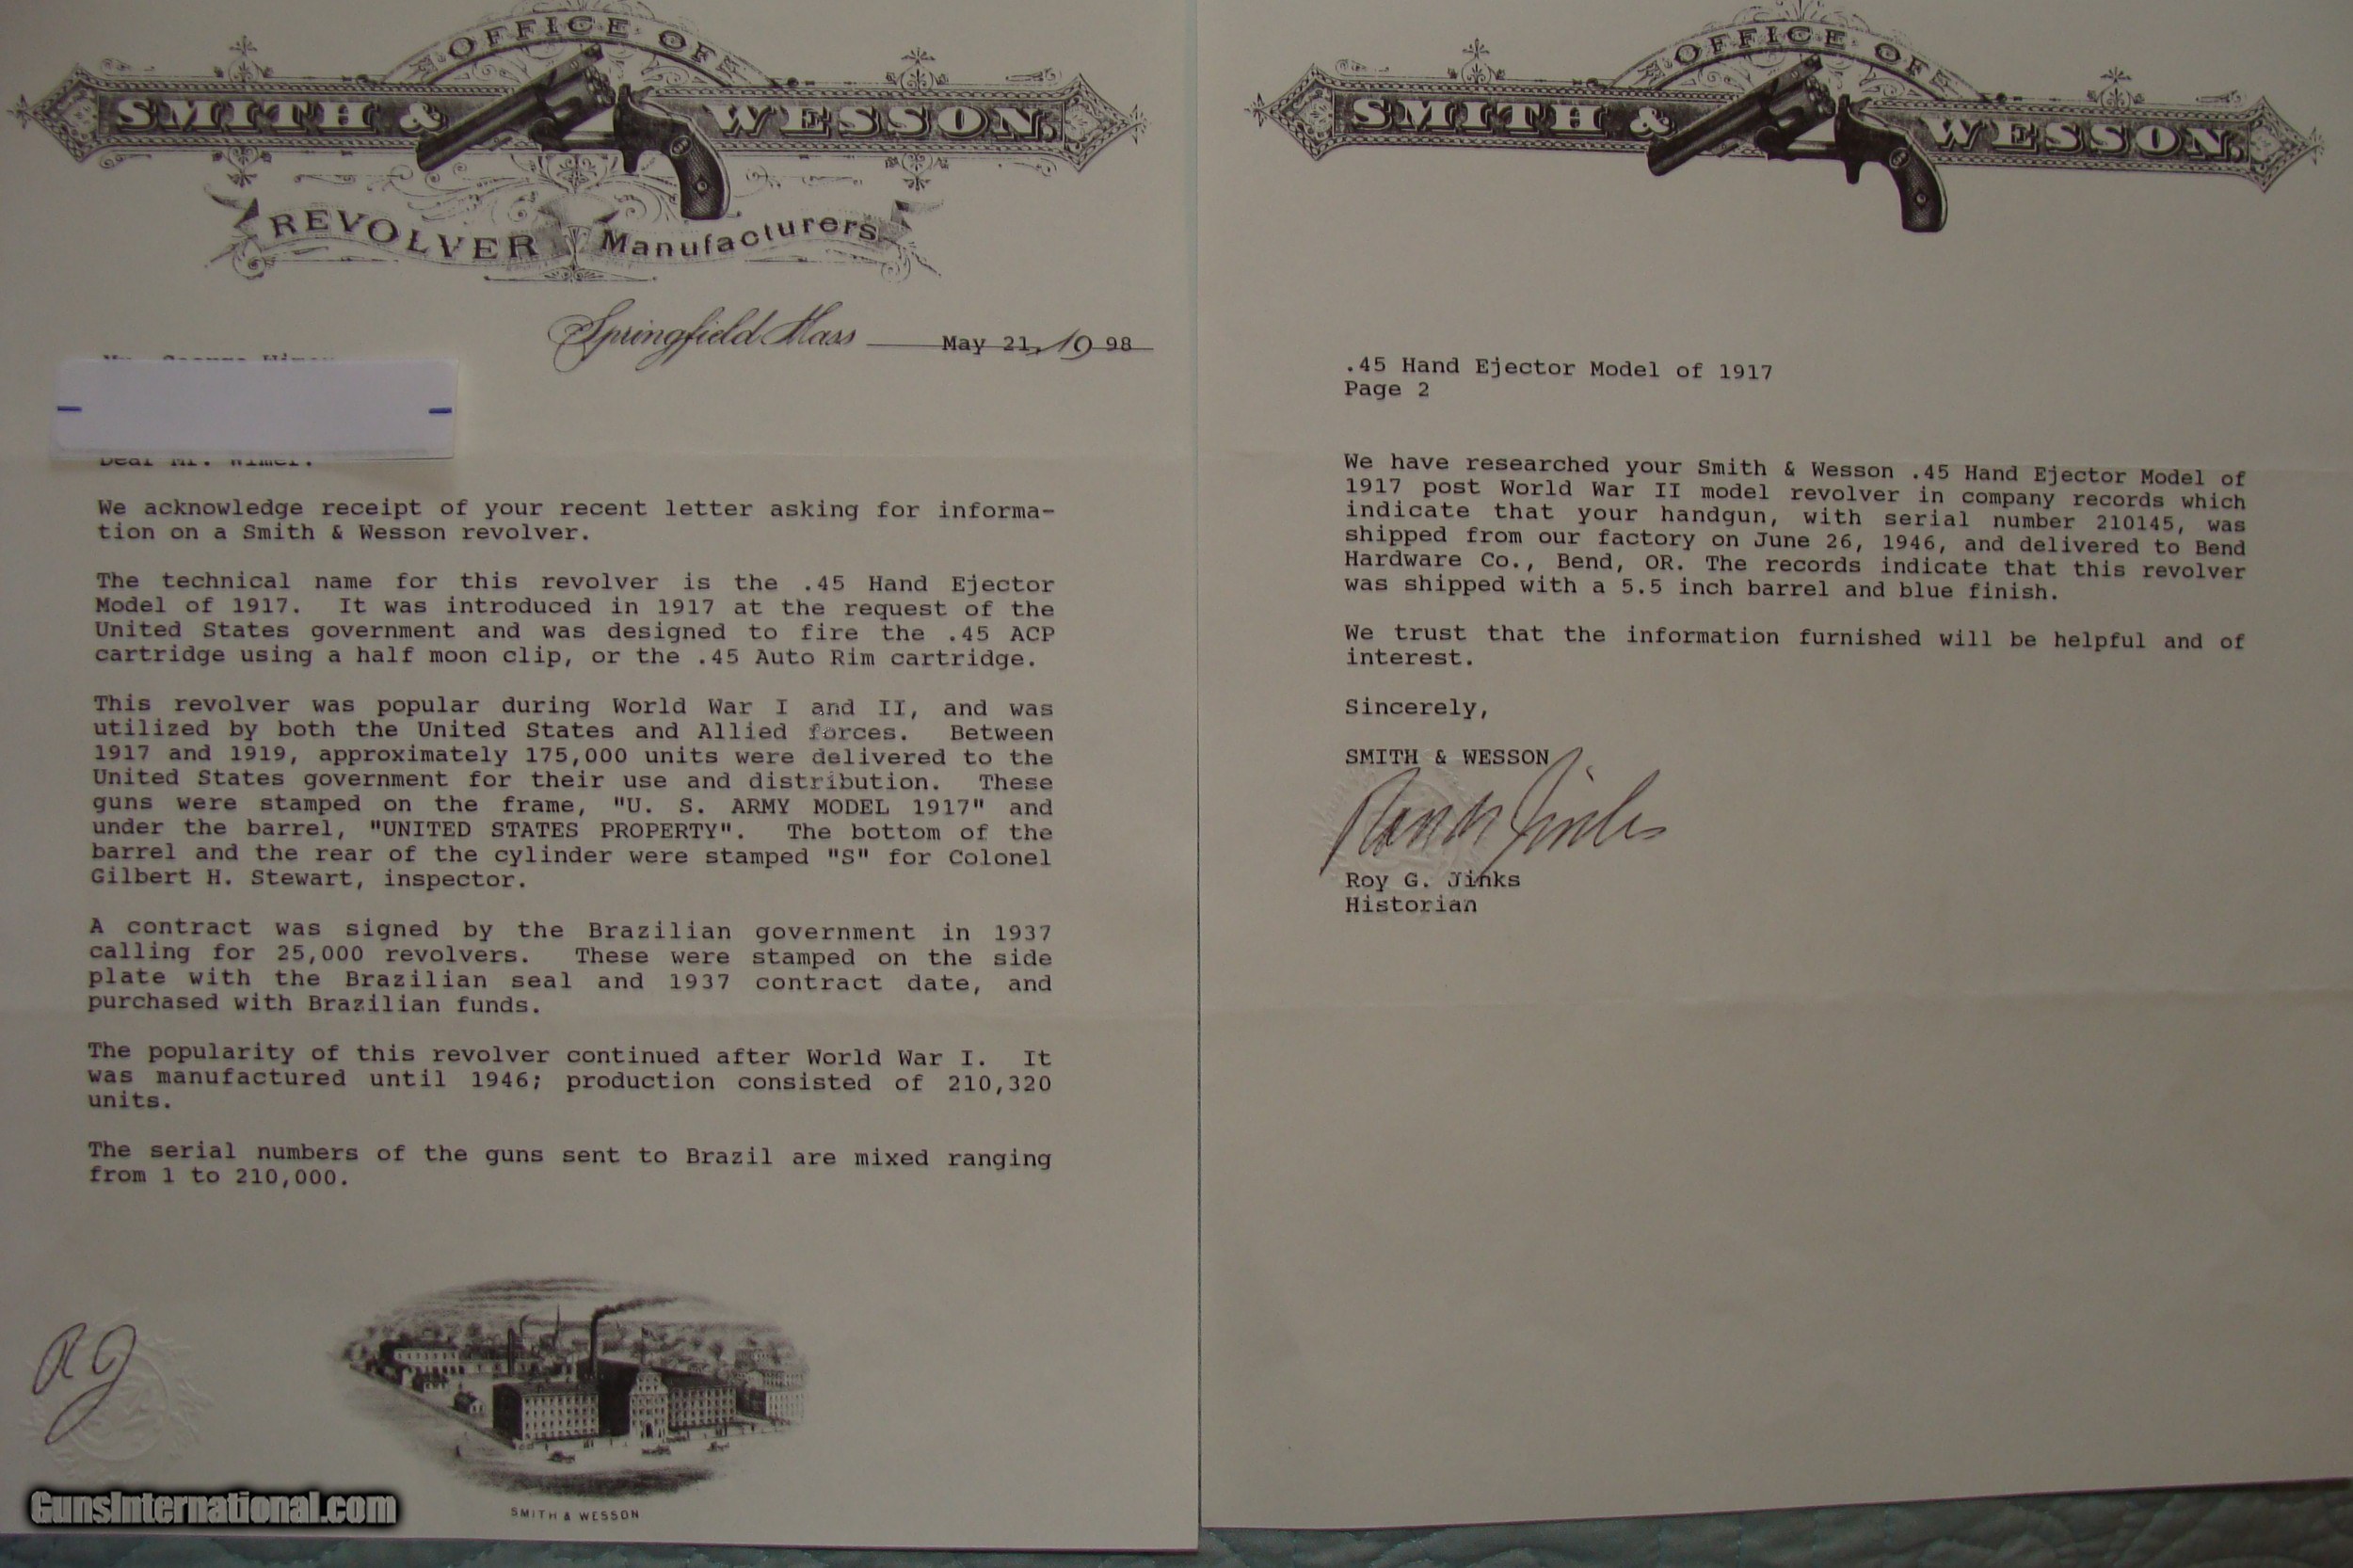 OFFICE OF
SMITH & WESSON.
REVOLVER Manufacturers
Springfield Mass May 21, 1998
We acknowledge receipt of your recent letter asking for informa-
tion on a Smith & Wesson revolver.
The technical name for this revolver is the .45 Hand Ejector
Model of 1917. It was introduced in 1917 at the request of the
United States government and was designed to fire the .45 ACP
cartridge using a half moon clip, or the .45 Auto Rim cartridge.
This revolver was popular during World War I and II, and was
utilized by both the United States and Allied forces. Between
1917 and 1919, approximately 175,000 units were delivered to the
United States government for their use and distribution. These
guns were stamped on the frame, "U. S. ARMY MODEL 1917" and
under the barrel, "UNITED STATES PROPERTY". The bottom of the
barrel and the rear of the cylinder were stamped "S" for Colonel
Gilbert H. Stewart, inspector.
A contract was signed by the Brazilian government in 1937
calling for 25,000 revolvers. These were stamped on the side
plate with the Brazilian seal and 1937 contract date, and
purchased with Brazilian funds.
The popularity of this revolver continued after World War I. It
was manufactured until 1946; production consisted of 210,320
units.
The serial numbers of the guns sent to Brazil are mixed ranging
from 1 to 210,000.
RJ
SMITH & WESSON
GunsInternational.com
OFFICE OF
SMITH & WESSON.
.45 Hand Ejector Model of 1917
Page 2
We have researched your Smith & Wesson .45 Hand Ejector Model of
1917 post World War II model revolver in company records which
indicate that your handgun, with serial number 210145, was
shipped from our factory on June 26, 1946, and delivered to Bend
Hardware Co., Bend, OR. The records indicate that this revolver
was shipped with a 5.5 inch barrel and blue finish.
We trust that the information furnished will be helpful and of
interest.
Sincerely,
SMITH & WESSON
Roy G. Jinks
Historian